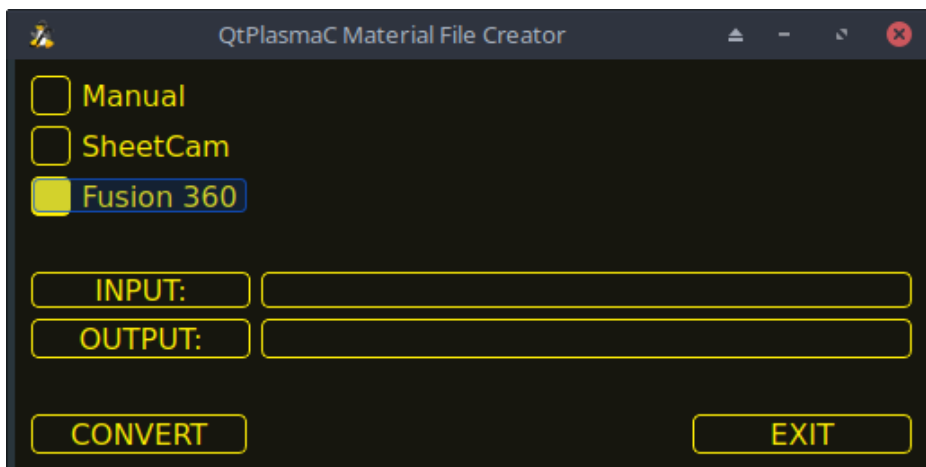 QtPlasmaC Material File Creator
Manual
SheetCam
Fusion 360
INPUT:
OUTPUT:
CONVERT EXIT